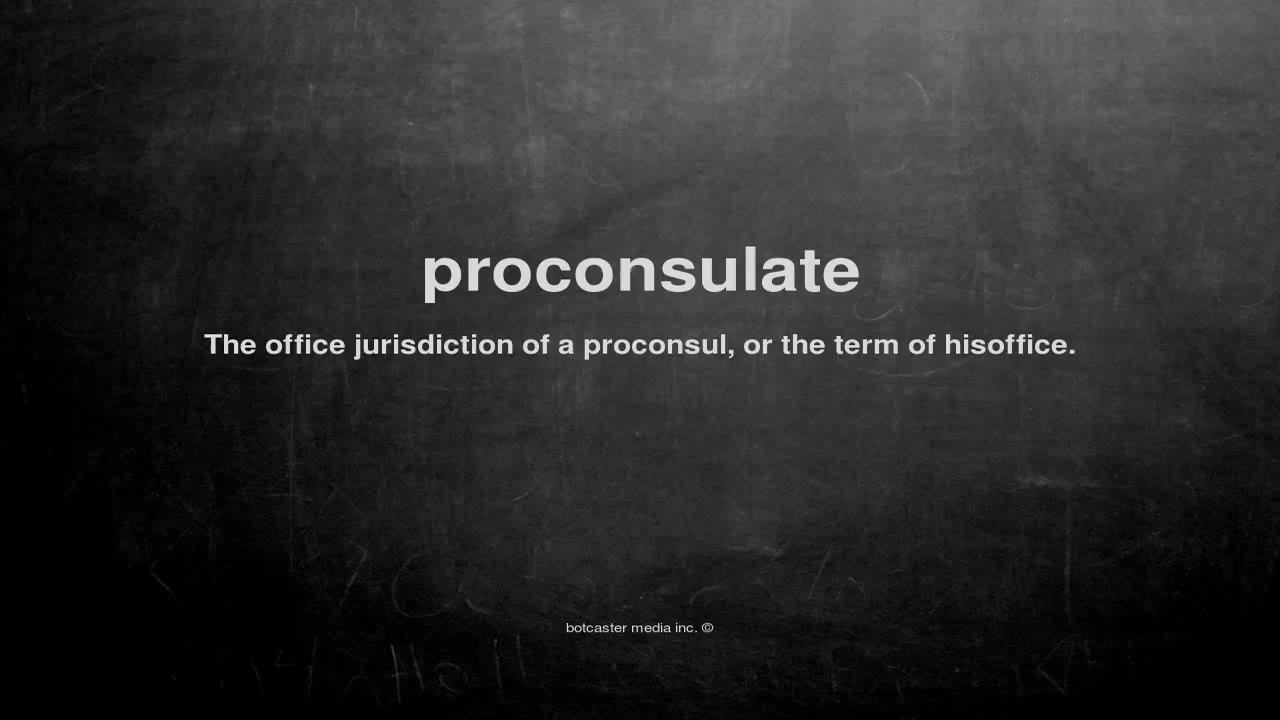 proconsulate
The office jurisdiction of a proconsul, or the term of hisoffice.
botcaster media inc. ©